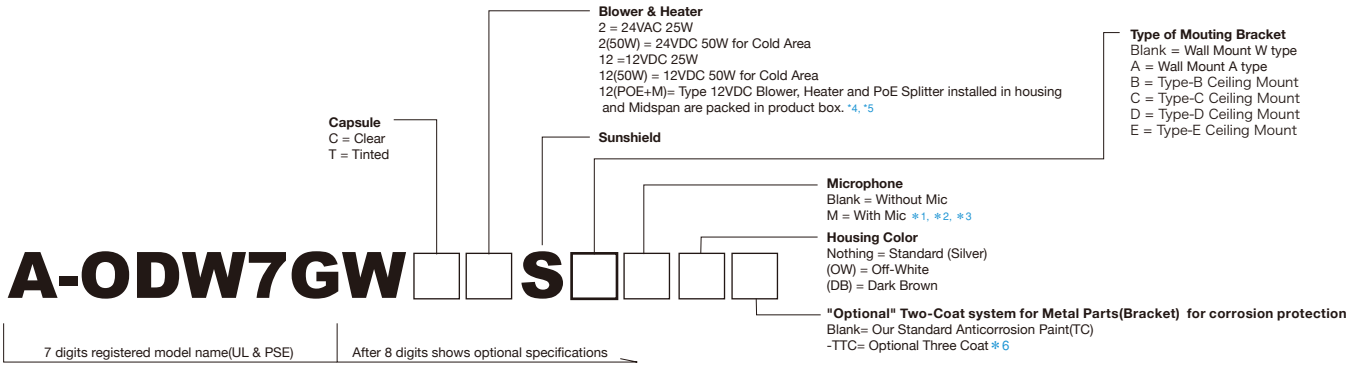 Blower & Heater
2 = 24VAC 25W
2(50W) = 24VDC 50W for Cold Area
12 =12VDC 25W
12(50W) = 12VDC 50W for Cold Area
12(POE+M)= Type 12VDC Blower, Heater and PoE Splitter installed in housing
and Midspan are packed in product box. *4, *5
Type of Mouting Bracket
Blank = Wall Mount W type
A = Wall Mount A type
B = Type-B Ceiling Mount
C = Type-C Ceiling Mount
D = Type-D Ceiling Mount
E = Type-E Ceiling Mount
Capsule
C = Clear
T = Tinted
Sunshield
Microphone
Blank = Without Mic
M = With Mic *1, *2, *3
Housing Color
Nothing = Standard (Silver)
(OW) = Off-White
(DB) = Dark Brown
A-ODW7GW S
"Optional" Two-Coat system for Metal Parts(Bracket) for corrosion protection
Blank= Our Standard Anticorrosion Paint(TC)
-TTC= Optional Three Coat*6
7 digits registered model name(UL & PSE)
After 8 digits shows optional specifications